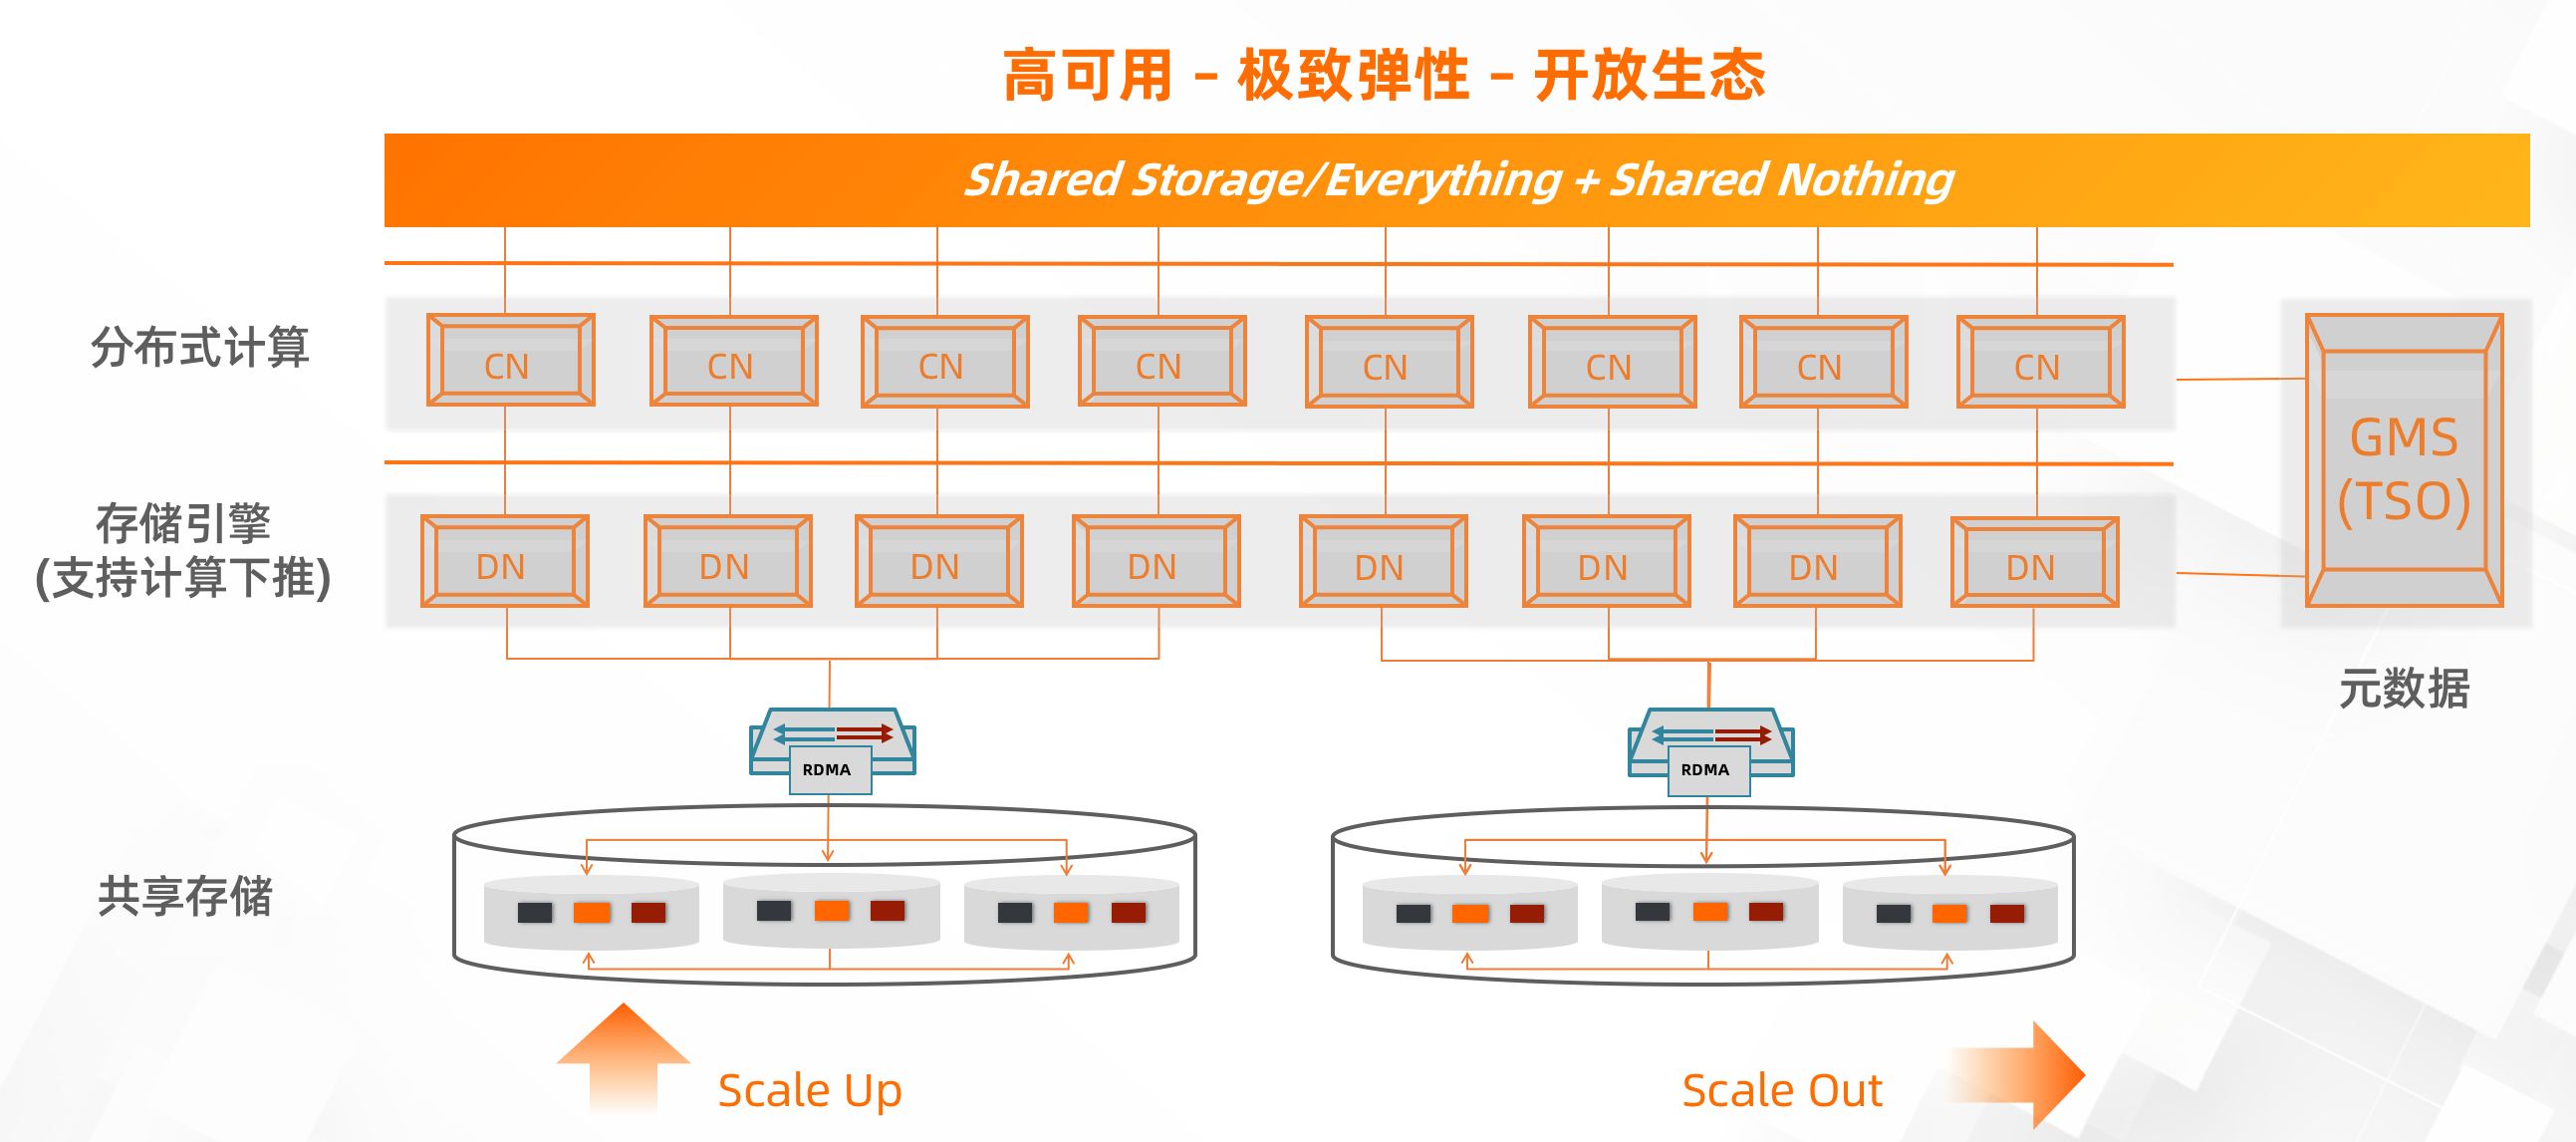 高可用 – 极致弹性 – 开放生态
Shared Storage/Everything + Shared Nothing
分布式计算
CN
CN
CN
CN
CN
CN
CN
CN
GMS
(TSO)
存储引擎
(支持计算下推)
DN
DN
DN
DN
DN
DN
DN
DN
元数据
RDMA
RDMA
共享存储
Scale Up
Scale Out